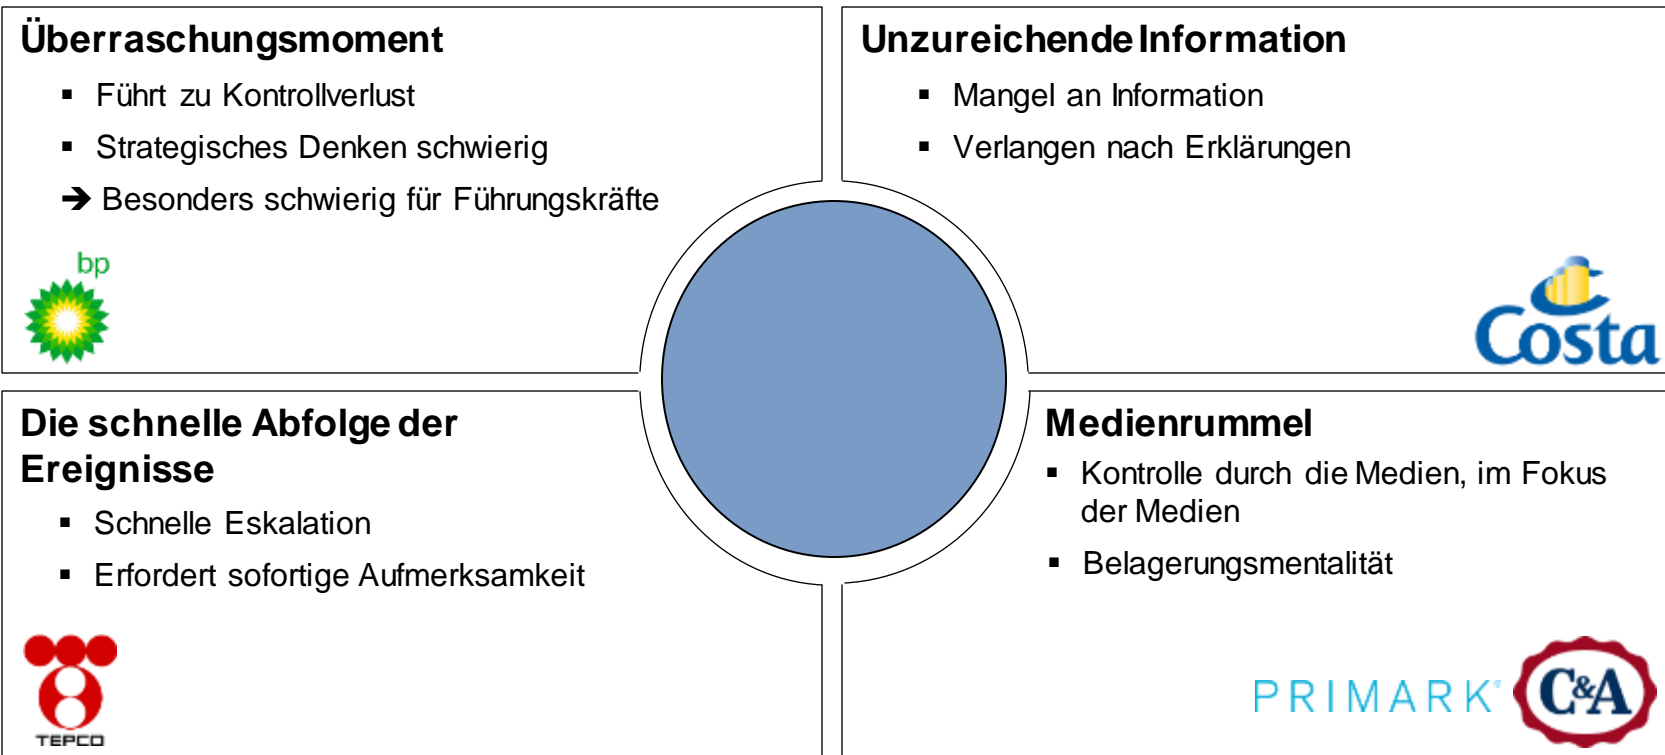 Überraschungsmoment
▪ Führt zu Kontrollverlust
▪ Strategisches Denken schwierig
➔ Besonders schwierig für Führungskräfte
bp
Unzureichende Information
▪ Mangel an Information
▪ Verlangen nach Erklärungen
Costa
Die schnelle Abfolge der
Ereignisse
▪ Schnelle Eskalation
▪ Erfordert sofortige Aufmerksamkeit
TEPCO
Medienrummel
▪ Kontrolle durch die Medien, im Fokus
der Medien
▪ Belagerungsmentalität
PRIMARK®
C&A